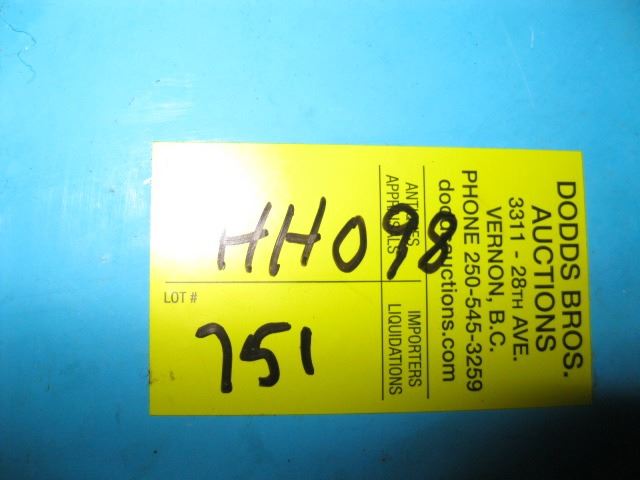 DODDS BROS.
AUCTIONS
3311 - 28TH AVE.
VERNON, B.C.
PHONE 250-545-3259
doddsauctions.com
ANTIQUES IMPORTERS
APPRAISALS LIQUIDATIONS
HH098
LOT #
751